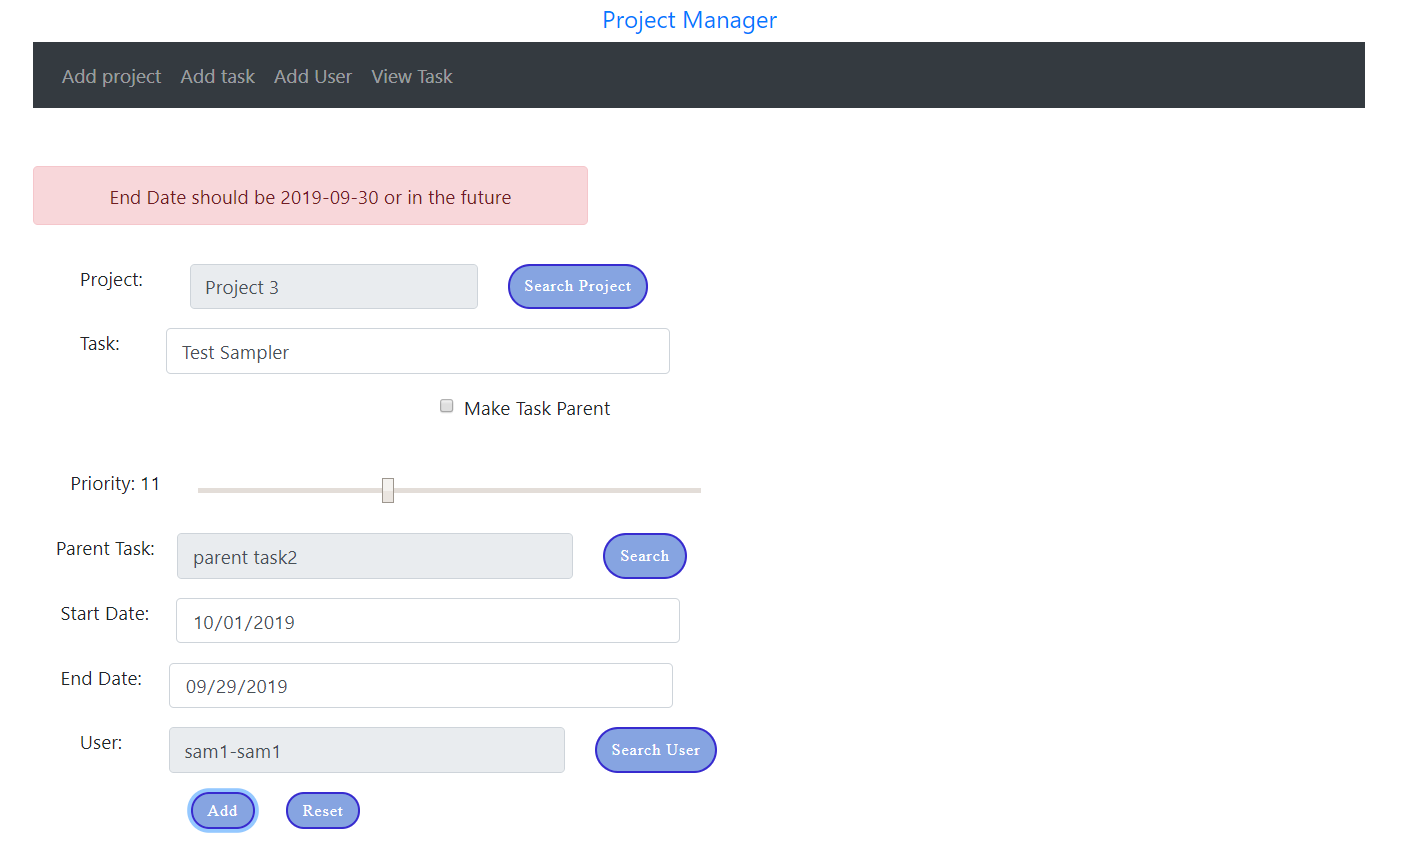 Project Manager
Add project Add task Add User View Task
End Date should be 2019-09-30 or in the future
Project: Project 3 Search Project
Task: Test Sampler
Make Task Parent
Priority: 11
Parent Task: parent task2 Search
Start Date: 10/01/2019
End Date: 09/29/2019
User: sam1-sam1 Search User
Add Reset